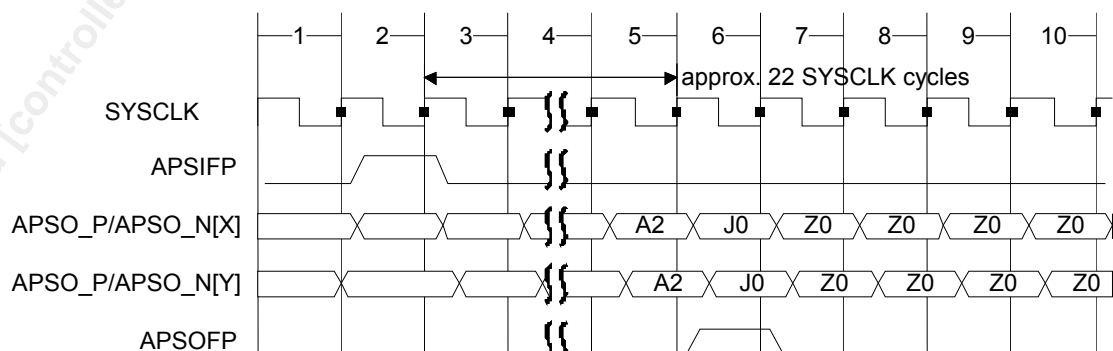 1 2 3 4 5 6 7 8 9 10
approx. 22 SYSCLK cycles
SYSCLK
APSIFP
APSO_P/APSO_N[X] A2 J0 Z0 Z0 Z0 Z0
APSO_P/APSO_N[Y] A2 J0 Z0 Z0 Z0 Z0
APSOFP
[controlle